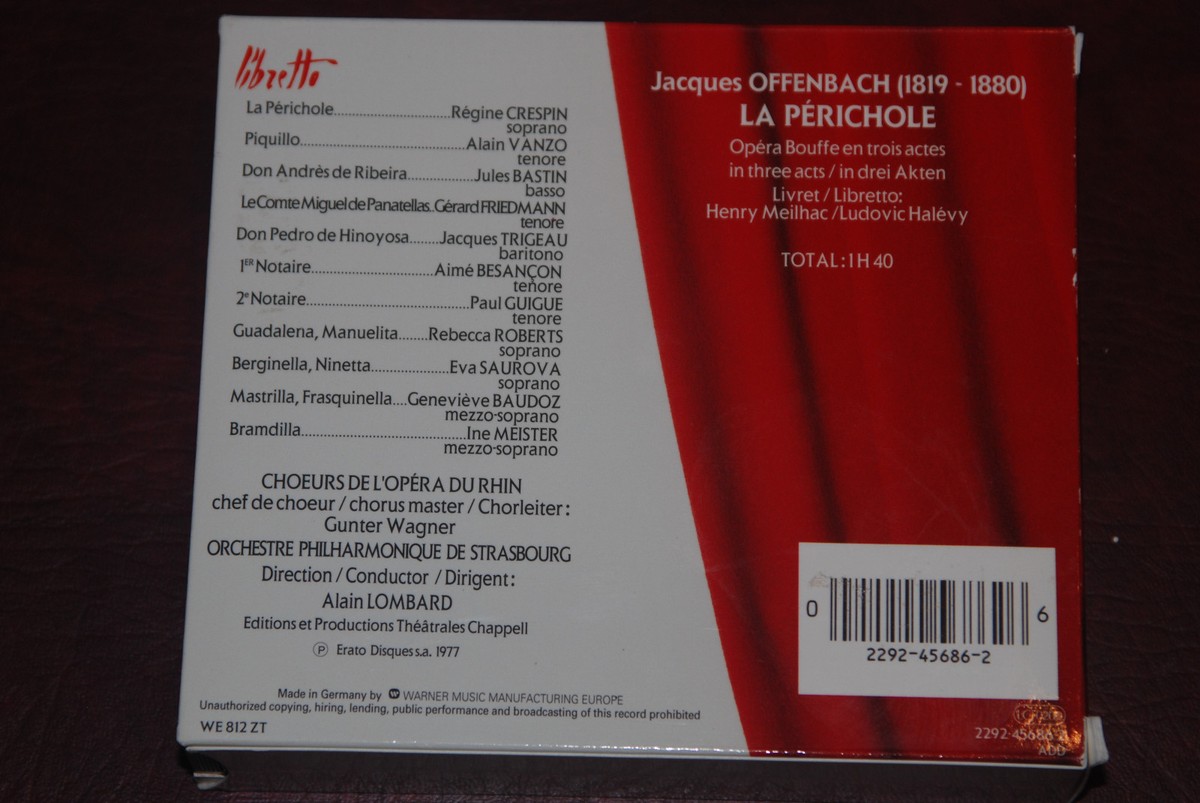 libretto
La Périchole..............................Régine CRESPIN
soprano
Piquillo..........................................Alain VANZO
tenore
Don Andrès de Ribeira.................Jules BASTIN
basso
Le Comte Miguel de Panatellas..Gérard FRIEDMANN
tenore
Don Pedro de Hinoyosa........Jacques TRIGEAU
baritono
1ER Notaire...............................Aimé BESANÇON
tenore
2e Notaire.........................................Paul GUIGUE
tenore
Guadalena, Manuelita........Rebecca ROBERTS
soprano
Berginella, Ninetta....................Eva SAUROVA
soprano
Mastrilla, Frasquinella....Geneviève BAUDOZ
mezzo-soprano
Bramdilla..........................................Ine MEISTER
mezzo-soprano
CHOEURS DE L'OPÉRA DU RHIN
chef de choeur / chorus master / Chorleiter :
Gunter Wagner
ORCHESTRE PHILHARMONIQUE DE STRASBOURG
Direction / Conductor / Dirigent :
Alain LOMBARD
Editions et Productions Théâtrales Chappell
Ⓟ Erato Disques s.a. 1977
Made in Germany by WARNER MUSIC MANUFACTURING EUROPE
Unauthorized copying, hiring, lending, public performance and broadcasting of this record prohibited
WE 812 ZT
Jacques OFFENBACH (1819 - 1880)
LA PÉRICHOLE
Opéra Bouffe en trois actes
in three acts / in drei Akten
Livret / Libretto:
Henry Meilhac / Ludovic Halévy
TOTAL : 1H 40
0 6
2292-45686-2
2292-45686-2
ADD